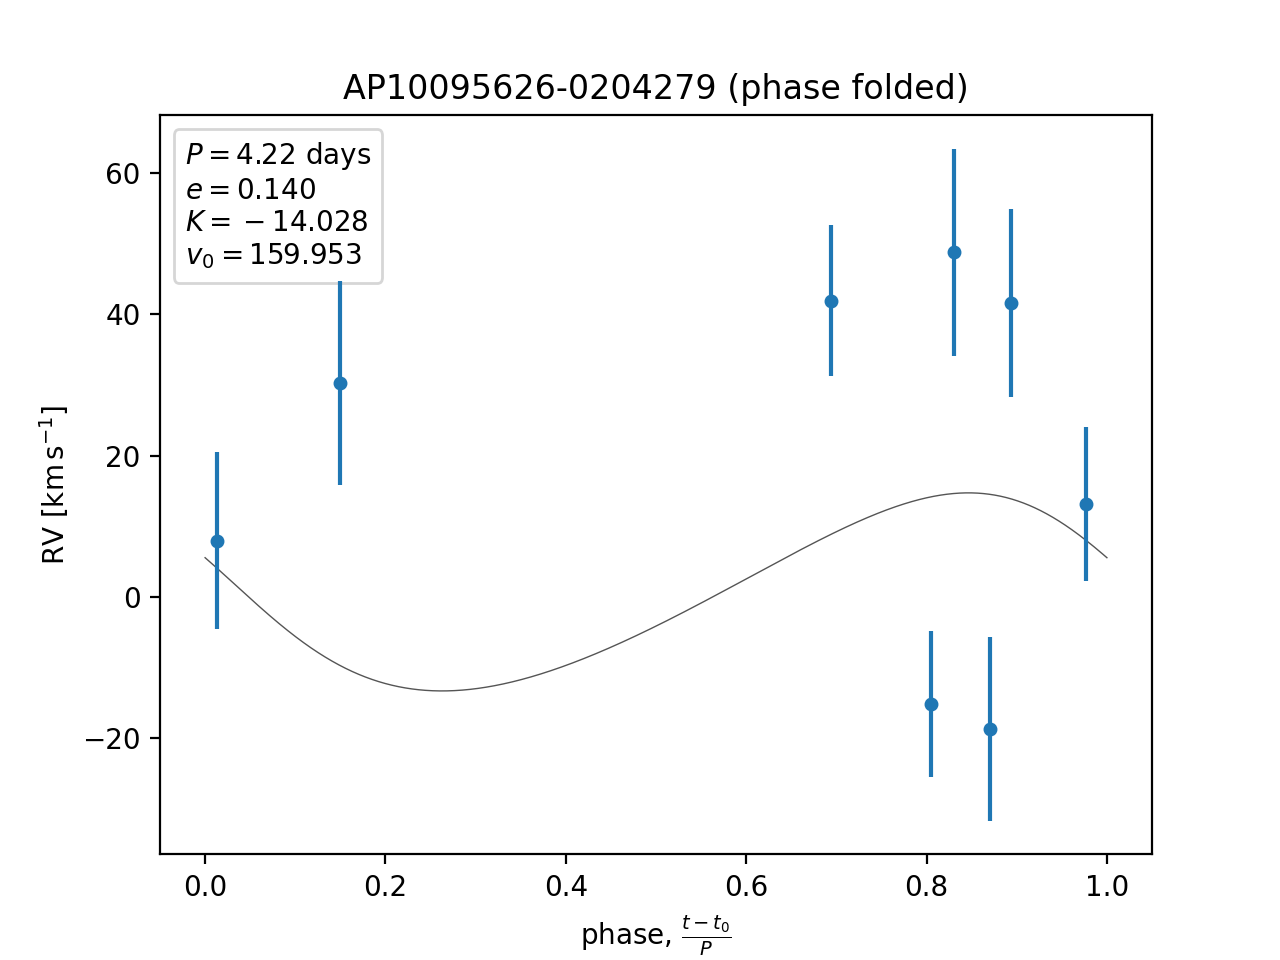 AP10095626-0204279 (phase folded)
P = 4.22 days
e = 0.140
K = −14.028
v₀ = 159.953
60
40
20
0
−20
RV [km s⁻¹]
0.0 0.2 0.4 0.6 0.8 1.0
phase, (t − t₀)/P